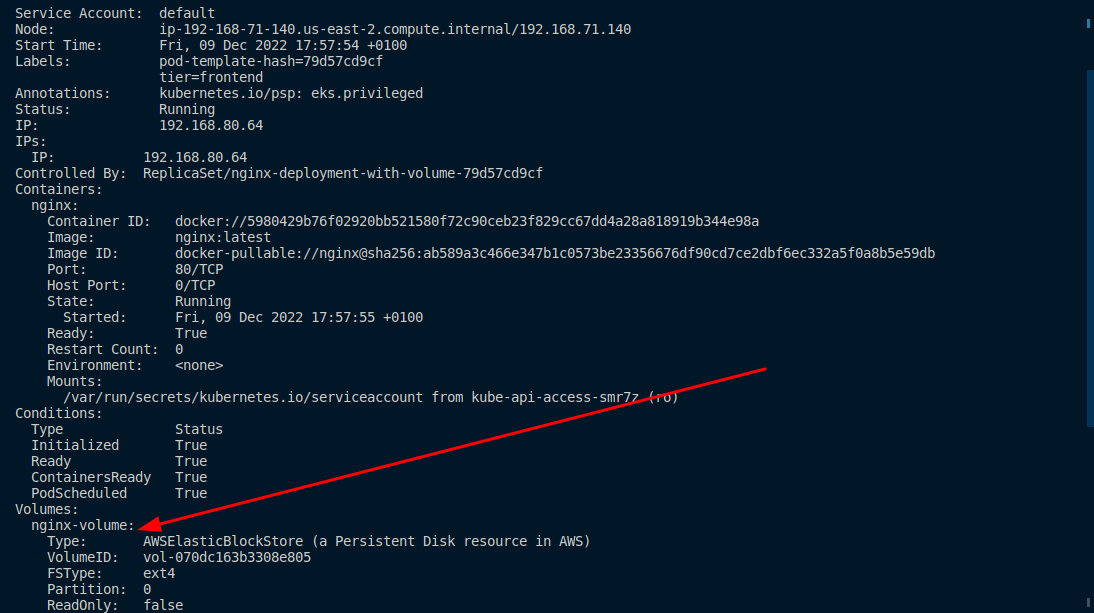 Service Account:  default
Node:             ip-192-168-71-140.us-east-2.compute.internal/192.168.71.140
Start Time:       Fri, 09 Dec 2022 17:57:54 +0100
Labels:           pod-template-hash=79d57cd9cf
                  tier=frontend
Annotations:      kubernetes.io/psp: eks.privileged
Status:           Running
IP:               192.168.80.64
IPs:
  IP:           192.168.80.64
Controlled By:  ReplicaSet/nginx-deployment-with-volume-79d57cd9cf
Containers:
  nginx:
    Container ID:   docker://5980429b76f02920bb521580f72c90ceb23f829cc67dd4a28a818919b344e98a
    Image:          nginx:latest
    Image ID:       docker-pullable://nginx@sha256:ab589a3c466e347b1c0573be23356676df90cd7ce2dbf6ec332a5f0a8b5e59db
    Port:           80/TCP
    Host Port:      0/TCP
    State:          Running
      Started:      Fri, 09 Dec 2022 17:57:55 +0100
    Ready:          True
    Restart Count:  0
    Environment:    <none>
    Mounts:
      /var/run/secrets/kubernetes.io/serviceaccount from kube-api-access-smr7z (ro)
Conditions:
  Type              Status
  Initialized       True
  Ready             True
  ContainersReady   True
  PodScheduled      True
Volumes:
  nginx-volume:
    Type:       AWSElasticBlockStore (a Persistent Disk resource in AWS)
    VolumeID:   vol-070dc163b3308e805
    FSType:     ext4
    Partition:  0
    ReadOnly:   false